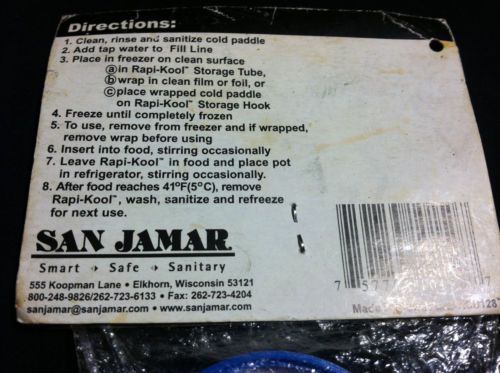 Directions:
1. Clean, rinse and sanitize cold paddle
2. Add tap water to Fill Line
3. Place in freezer on clean surface
ⓐin Rapi-Kool™ Storage Tube,
ⓑwrap in clean film or foil, or
ⓒplace wrapped cold paddle
on Rapi-Kool™ Storage Hook
4. Freeze until completely frozen
5. To use, remove from freezer and if wrapped,
remove wrap before using
6. Insert into food, stirring occasionally
7. Leave Rapi-Kool™ in food and place pot
in refrigerator, stirring occasionally.
8. After food reaches 41ºF(5ºC), remove
Rapi-Kool™, wash, sanitize and refreeze
for next use.
SAN JAMAR
Smart • Safe • Sanitary
555 Koopman Lane • Elkhorn, Wisconsin 53121
800-248-9826/262-723-6133 • Fax: 262-723-4204
sanjamar@sanjamar.com • www.sanjamar.com